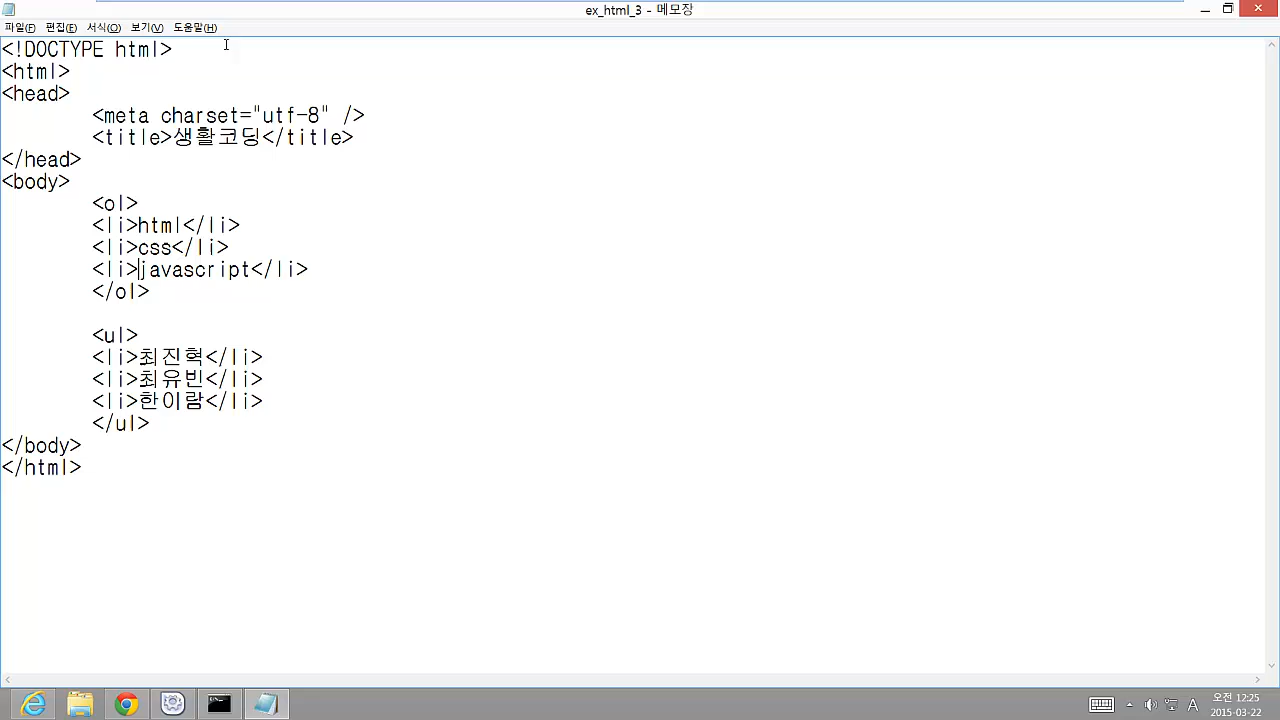 ex_html_3 - 메모장
파일(F) 편집(E) 서식(O) 보기(V) 도움말(H)
<!DOCTYPE html>
<html>
<head>
<meta charset="utf-8" />
<title>생활코딩</title>
</head>
<body>
<ol>
<li>html</li>
<li>css</li>
<li>javascript</li>
</ol>
<ul>
<li>최진혁</li>
<li>최유빈</li>
<li>한이람</li>
</ul>
</body>
</html>
A
오전 12:25
2015-03-22